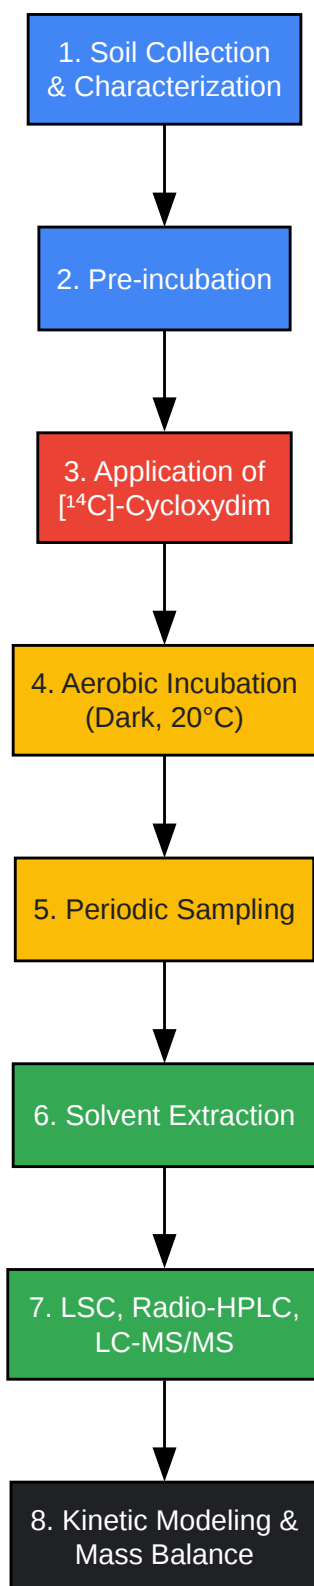 1. Soil Collection
& Characterization
2. Pre-incubation
3. Application of
[¹⁴C]-Cycloxydim
4. Aerobic Incubation
(Dark, 20°C)
5. Periodic Sampling
6. Solvent Extraction
7. LSC, Radio-HPLC,
LC-MS/MS
8. Kinetic Modeling &
Mass Balance